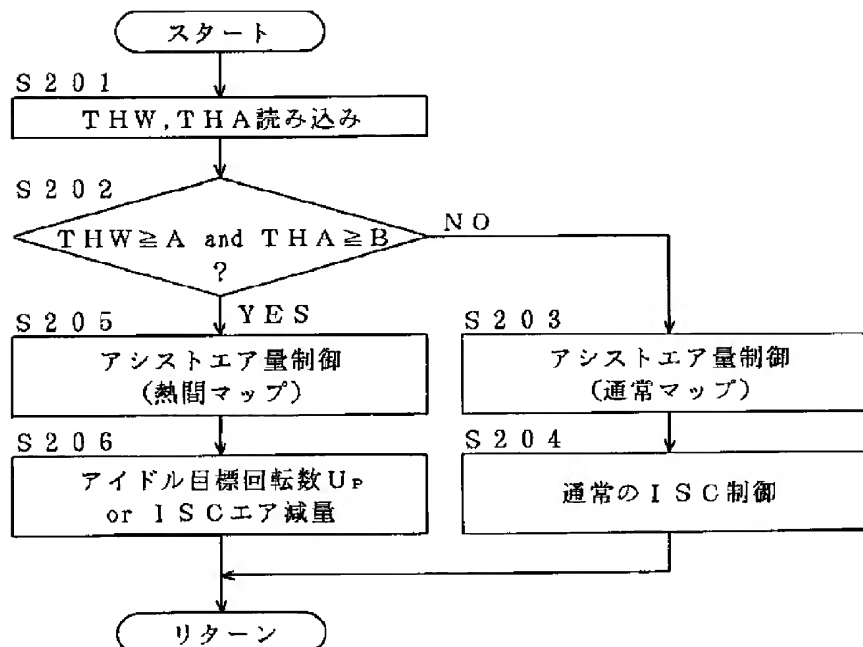 スタート
S201
THW,THA読み込み
S202
THW≧A and THA≧B
?
NO
YES
S205
アシストエア量制御
(熱間マップ)
S203
アシストエア量制御
(通常マップ)
S206
アイドル目標回転数UP
or ISCエア減量
S204
通常のISC制御
リターン